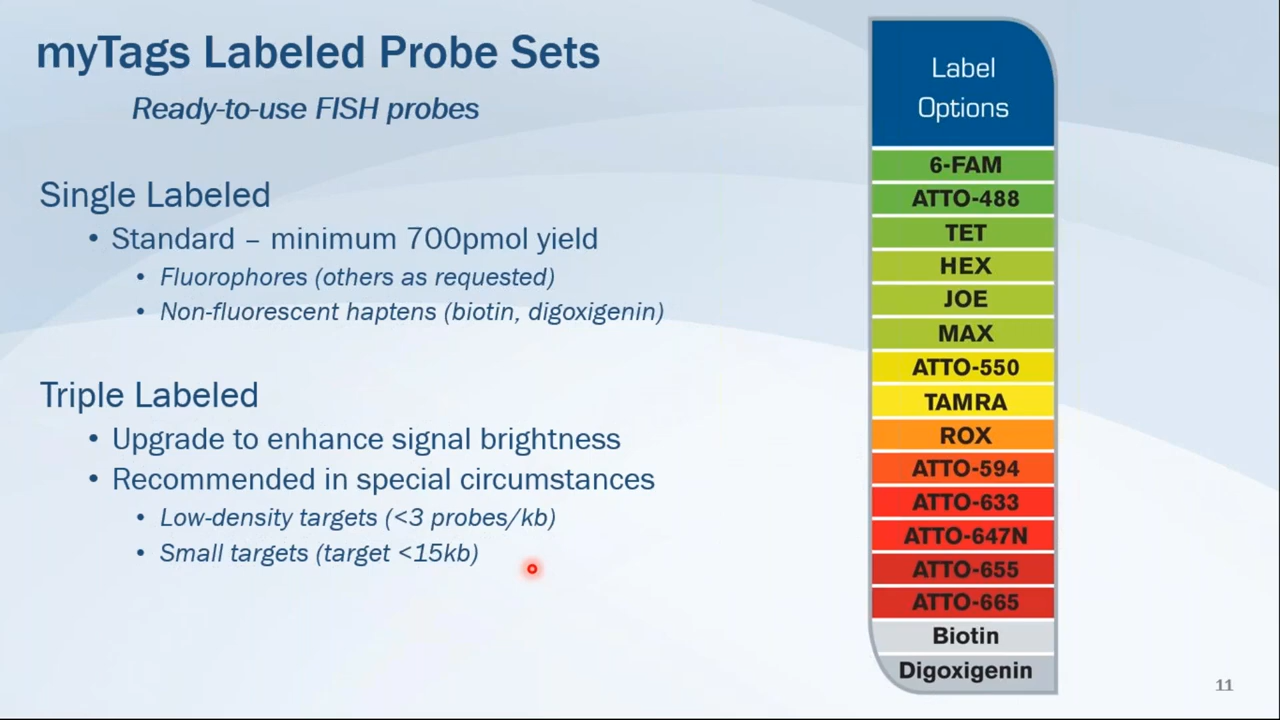 myTags Labeled Probe Sets
Ready-to-use FISH probes
Single Labeled
• Standard – minimum 700pmol yield
• Fluorophores (others as requested)
• Non-fluorescent haptens (biotin, digoxigenin)
Triple Labeled
• Upgrade to enhance signal brightness
• Recommended in special circumstances
• Low-density targets (<3 probes/kb)
• Small targets (target <15kb)
Label
Options
6-FAM
ATTO-488
TET
HEX
JOE
MAX
ATTO-550
TAMRA
ROX
ATTO-594
ATTO-633
ATTO-647N
ATTO-655
ATTO-665
Biotin
Digoxigenin
11